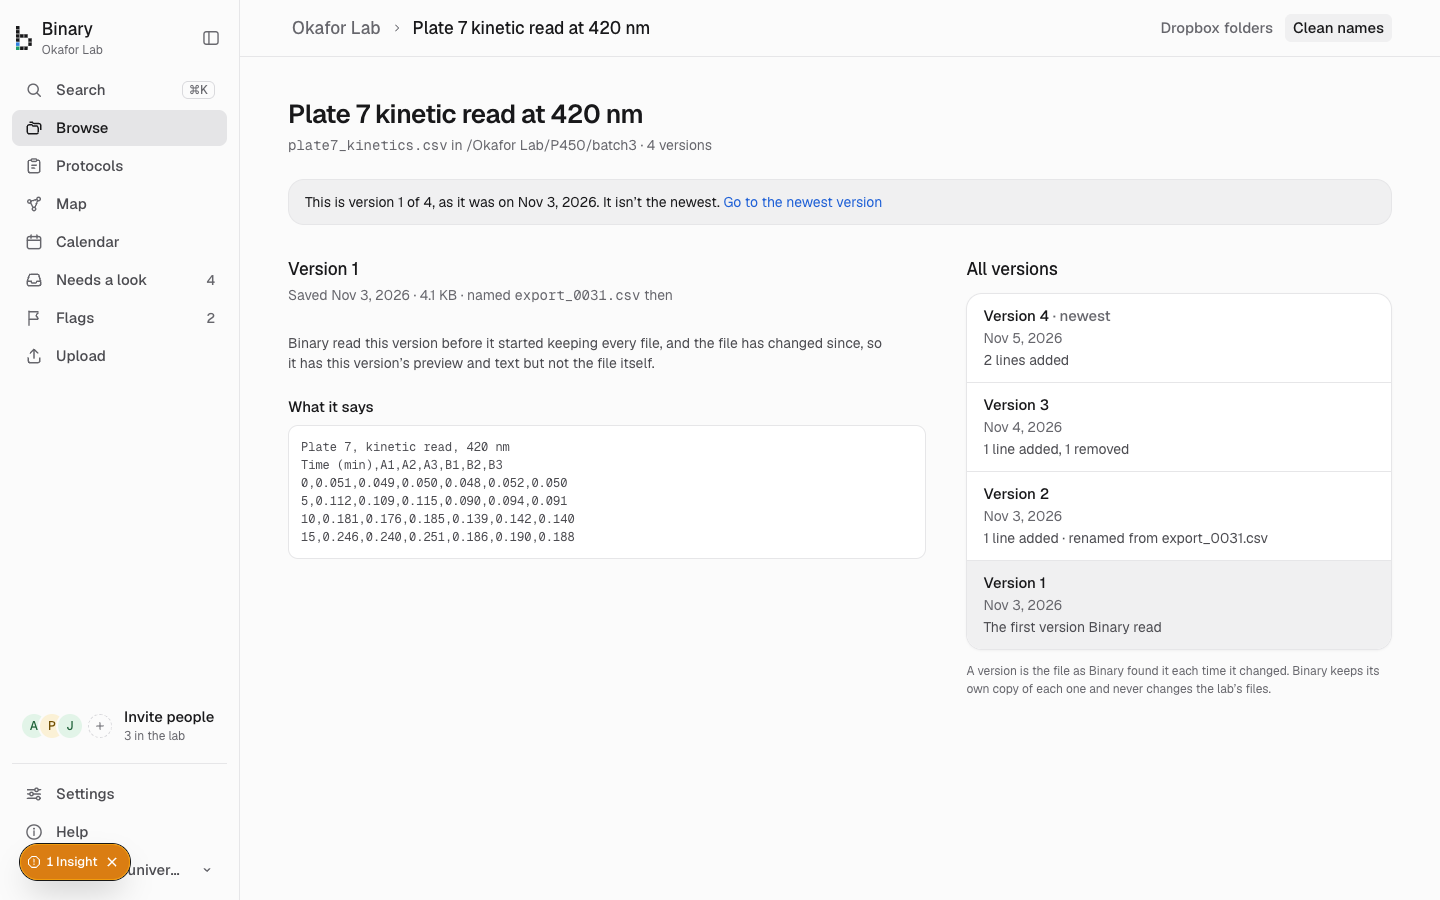 Binary
Okafor Lab
Search ⌘K
Browse
Protocols
Map
Calendar
Needs a look 4
Flags 2
Upload
A P J +
Invite people
3 in the lab
Settings
Help
1 Insight
univer...
Okafor Lab › Plate 7 kinetic read at 420 nm
Dropbox folders Clean names
Plate 7 kinetic read at 420 nm
plate7_kinetics.csv in /Okafor Lab/P450/batch3 · 4 versions
This is version 1 of 4, as it was on Nov 3, 2026. It isn’t the newest. Go to the newest version
Version 1
Saved Nov 3, 2026 · 4.1 KB · named export_0031.csv then
Binary read this version before it started keeping every file, and the file has changed since, so
it has this version’s preview and text but not the file itself.
What it says
Plate 7, kinetic read, 420 nm
Time (min),A1,A2,A3,B1,B2,B3
0,0.051,0.049,0.050,0.048,0.052,0.050
5,0.112,0.109,0.115,0.090,0.094,0.091
10,0.181,0.176,0.185,0.139,0.142,0.140
15,0.246,0.240,0.251,0.186,0.190,0.188
All versions
Version 4 · newest
Nov 5, 2026
2 lines added
Version 3
Nov 4, 2026
1 line added, 1 removed
Version 2
Nov 3, 2026
1 line added · renamed from export_0031.csv
Version 1
Nov 3, 2026
The first version Binary read
A version is the file as Binary found it each time it changed. Binary keeps its
own copy of each one and never changes the lab’s files.